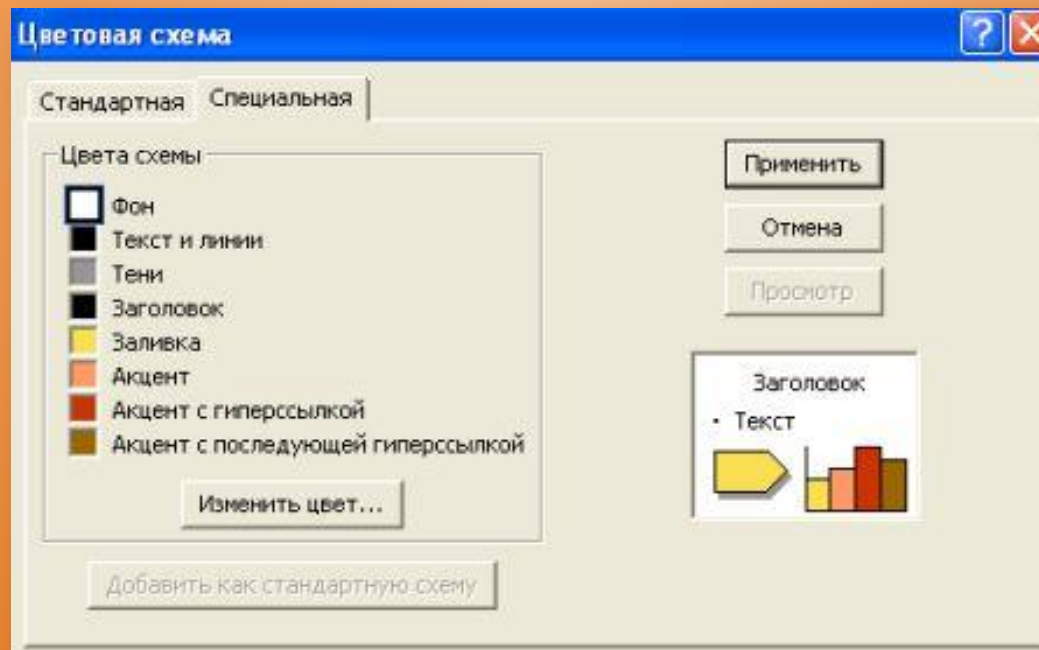 Цветовая схема
?
Стандартная Специальная
Цвета схемы
Фон
Текст и линии
Тени
Заголовок
Заливка
Акцент
Акцент с гиперссылкой
Акцент с последующей гиперссылкой
Изменить цвет...
Добавить как стандартную схему
Применить
Отмена
Просмотр
Заголовок
• Текст